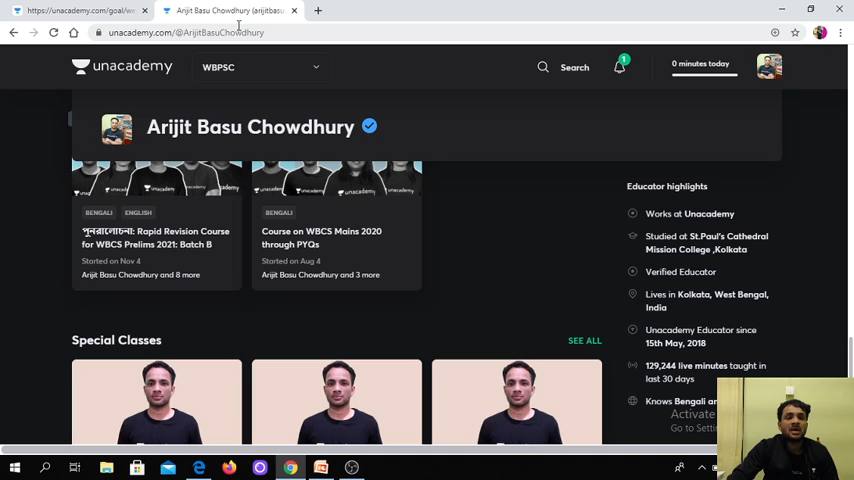 https://unacademy.com/goal/we
Arijit Basu Chowdhury (arijitbasu
unacademy.com/@ArijitBasuChowdhury
unacademy
WBPSC
Search
1
0 minutes today
Arijit Basu Chowdhury
BENGALI ENGLISH
পুনরালোচনা: Rapid Revision Course
for WBCS Prelims 2021: Batch B
Started on Nov 4
Arijit Basu Chowdhury and 8 more
BENGALI
Course on WBCS Mains 2020
through PYQs
Started on Aug 4
Arijit Basu Chowdhury and 3 more
Special Classes
SEE ALL
Educator highlights
Works at Unacademy
Studied at St.Paul's Cathedral
Mission College ,Kolkata
Verified Educator
Lives in Kolkata, West Bengal,
India
Unacademy Educator since
15th May, 2018
129,244 live minutes taught in
last 30 days
Knows Bengali
Activate
Go to